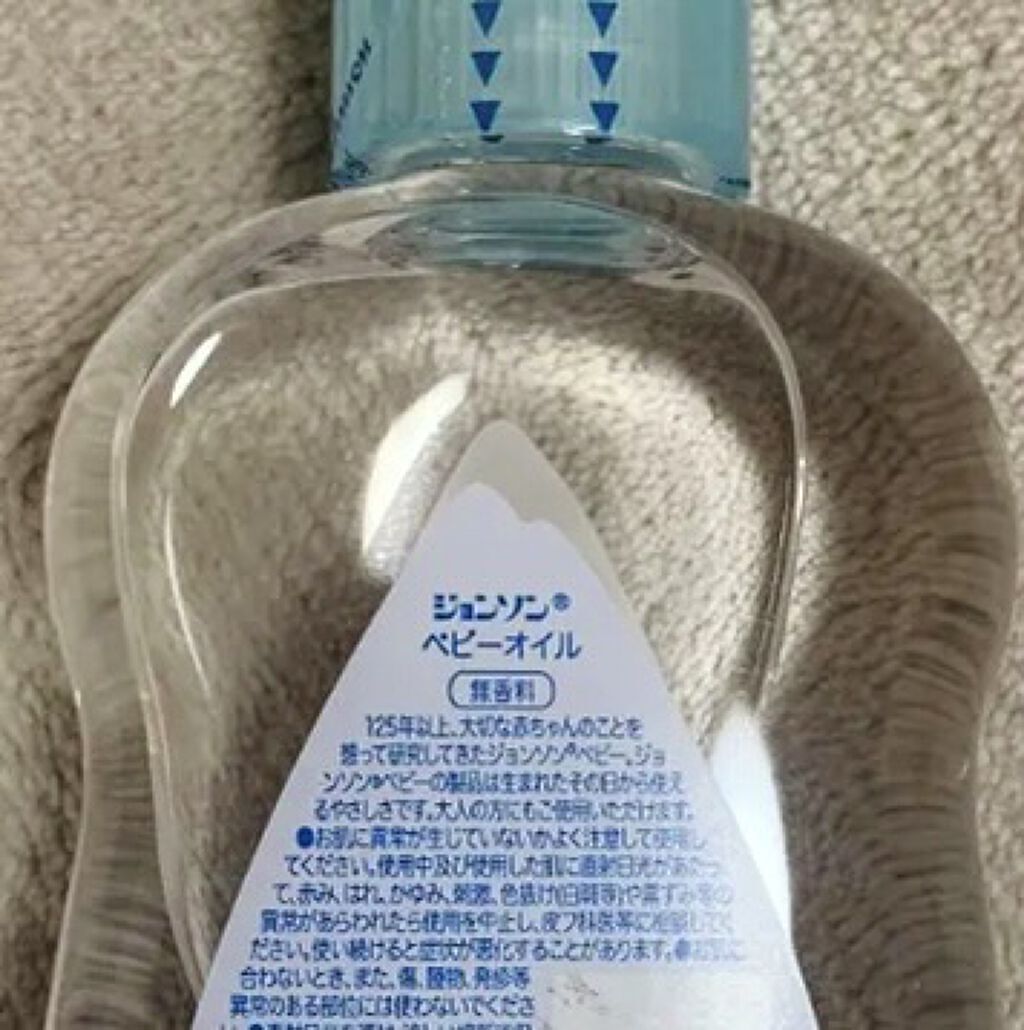 ジョンソン®
ベビーオイル
無香料
125年以上、大切な赤ちゃんのことを
想って研究してきたジョンソン®ベビー。ジョ
ンソン®ベビーの製品は生まれたその日から使え
るやさしさです。大人の方にもご使用いただけます。
●お肌に異常が生じていないかよく注意して使用し
てください。使用中及び使用した肌に直射日光があたっ
て、赤み、はれ、かゆみ、刺激、色抜け(白斑等)や黒ずみ等の
異常があらわれたら使用を中止し、皮フ科医等に相談してく
ださい。使い続けると症状が悪化することがあります。●お肌に
合わないとき、また、傷、腫物、発疹等
異常のある部位には使わないでくださ